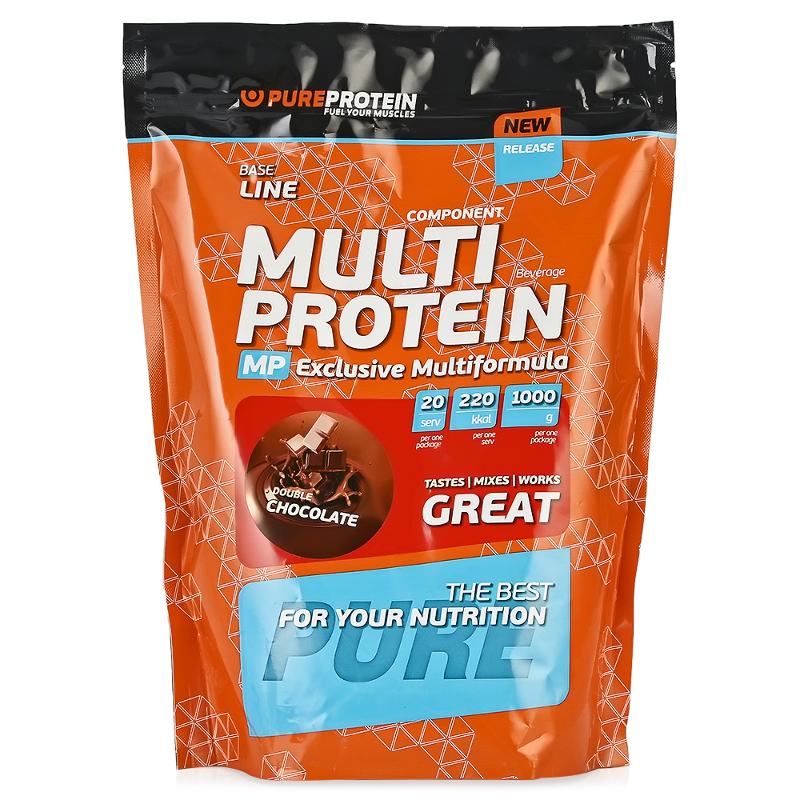 PUREPROTEIN
FUEL YOUR MUSCLES
NEW
RELEASE
BASE
LINE
COMPONENT
MULTI
Beverage
PROTEIN
MP Exclusive Multiformula
20 220 1000
serv kkal g
per one package per one serv per one package
DOUBLE
CHOCOLATE
TASTES | MIXES | WORKS
GREAT
THE BEST
FOR YOUR NUTRITION
PURE